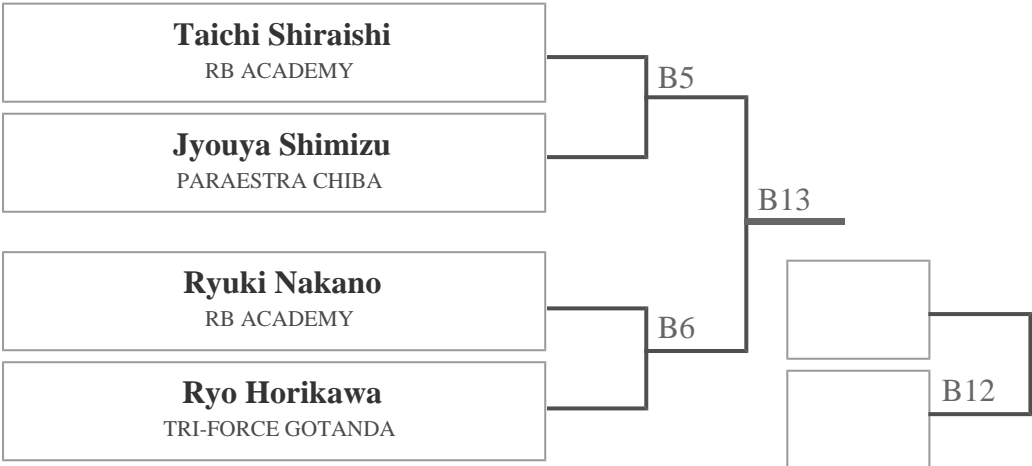 Taichi Shiraishi
RB ACADEMY
B5
Jyouya Shimizu
PARAESTRA CHIBA
B13
Ryuki Nakano
RB ACADEMY
B6
Ryo Horikawa
TRI-FORCE GOTANDA
B12